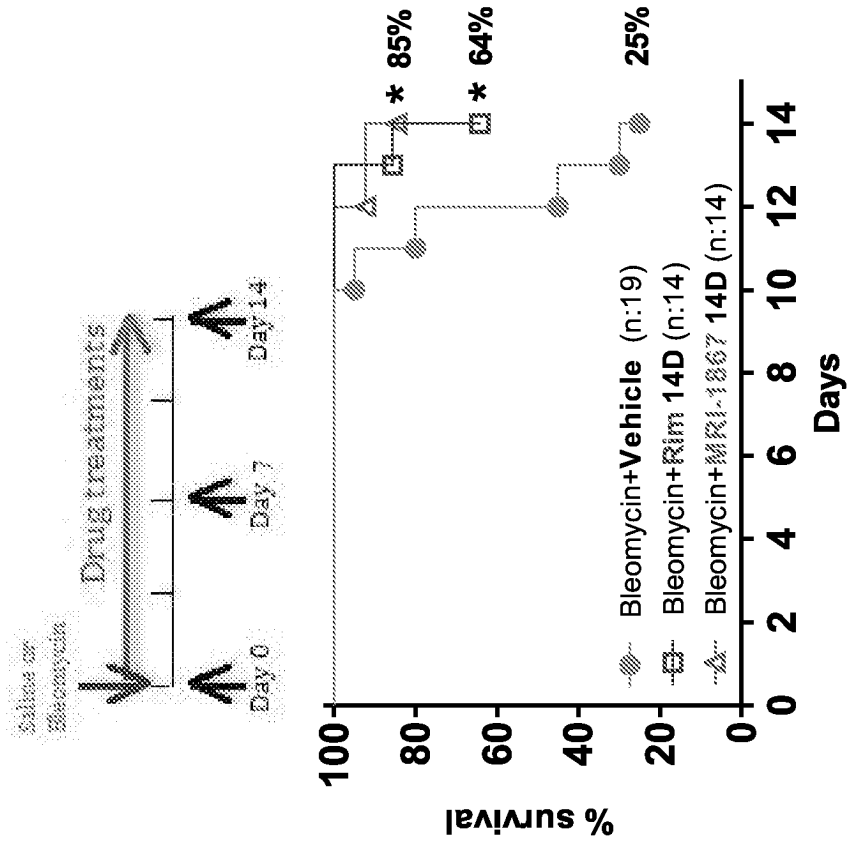 Saline or
Bleomycin
Drug treatments
Day 0
Day 7
Day 14
% survival
100
80
60
40
20
0
* 85%
* 64%
25%
Bleomycin+Vehicle (n:19)
Bleomycin+Rim 14D (n:14)
Bleomycin+MRI-1867 14D (n:14)
0 2 4 6 8 10 12 14
Days